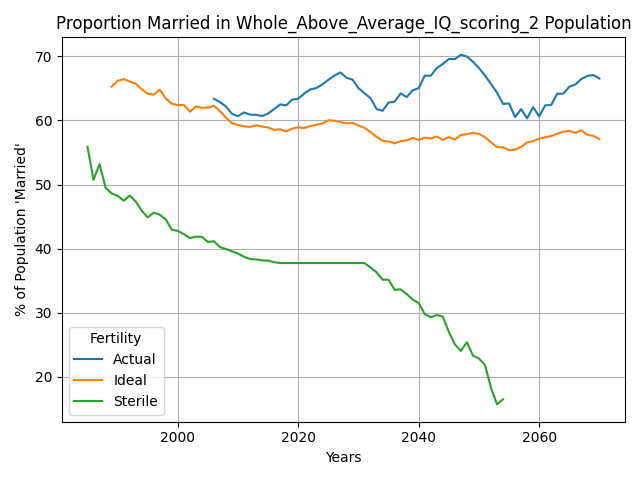 Proportion Married in Whole_Above_Average_IQ_scoring_2 Population
% of Population 'Married'
70
60
50
40
30
20
Fertility
Actual
Ideal
Sterile
2000 2020 2040 2060
Years